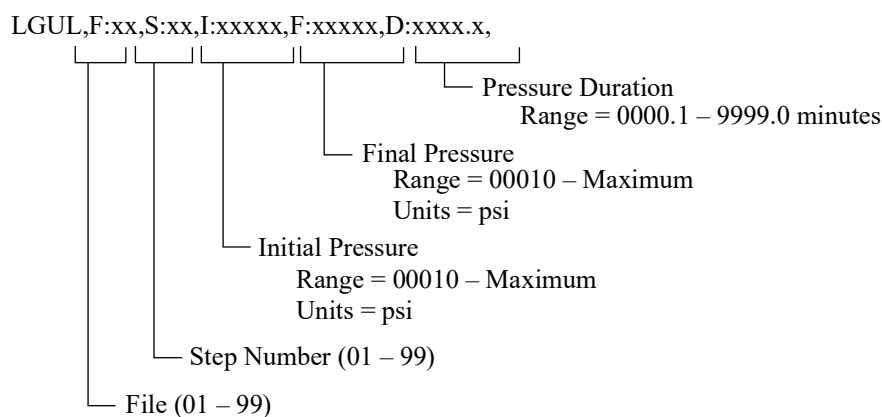 LGUL,F:xx,S:xx,I:xxxxx,F:xxxxx,D:xxxx.x,
Pressure Duration
Range = 0000.1 – 9999.0 minutes
Final Pressure
Range = 00010 – Maximum
Units = psi
Initial Pressure
Range = 00010 – Maximum
Units = psi
Step Number (01 – 99)
File (01 – 99)